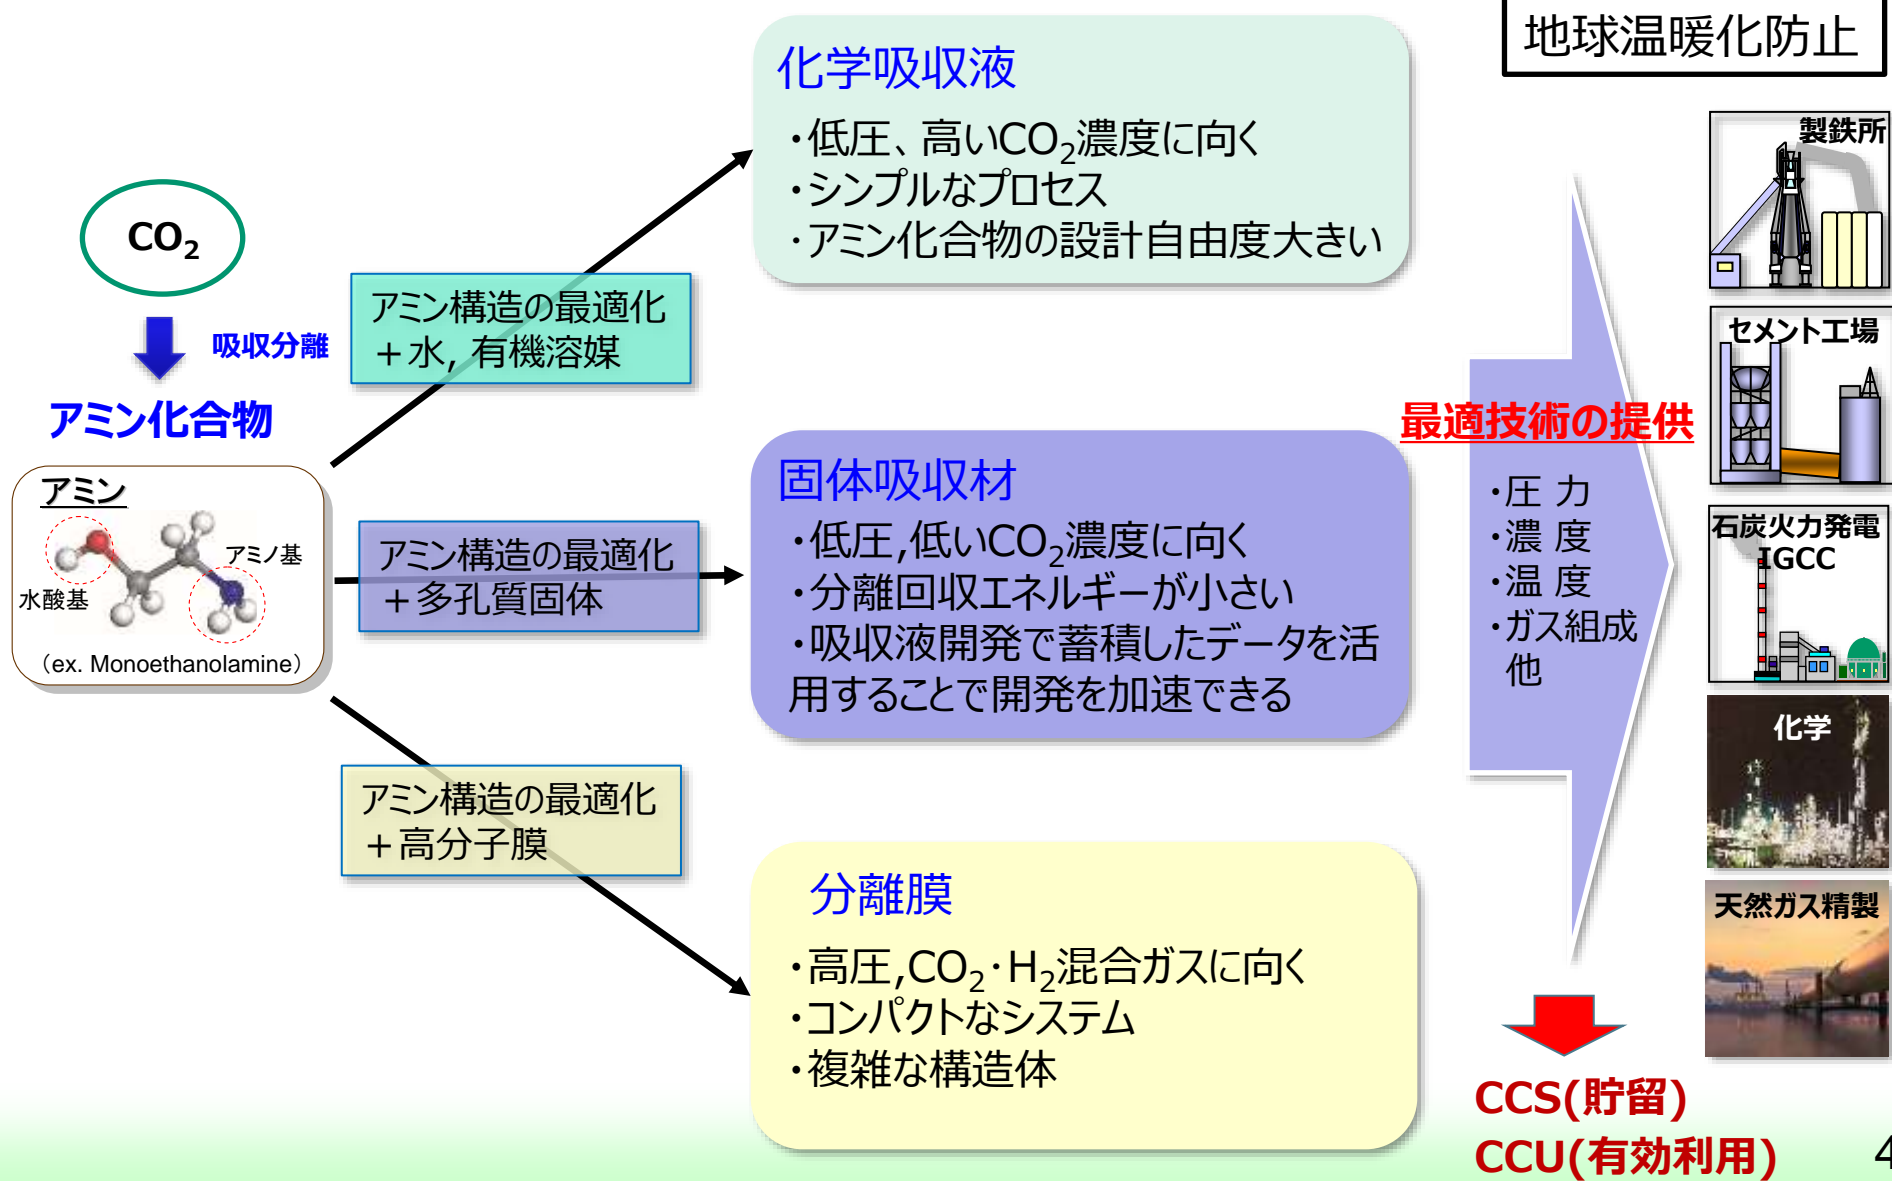 地球温暖化防止
CO₂
吸収分離
アミン化合物
アミン
アミノ基
水酸基
（ex. Monoethanolamine）
アミン構造の最適化
＋水, 有機溶媒
アミン構造の最適化
＋多孔質固体
アミン構造の最適化
＋高分子膜
化学吸収液
・低圧、高いCO₂濃度に向く
・シンプルなプロセス
・アミン化合物の設計自由度大きい
固体吸収材
・低圧,低いCO₂濃度に向く
・分離回収エネルギーが小さい
・吸収液開発で蓄積したデータを活
用することで開発を加速できる
分離膜
・高圧,CO₂・H₂混合ガスに向く
・コンパクトなシステム
・複雑な構造体
最適技術の提供
・圧 力
・濃 度
・温 度
・ガス組成
他
製鉄所
セメント工場
石炭火力発電
IGCC
化学
天然ガス精製
CCS(貯留)
CCU(有効利用)
4